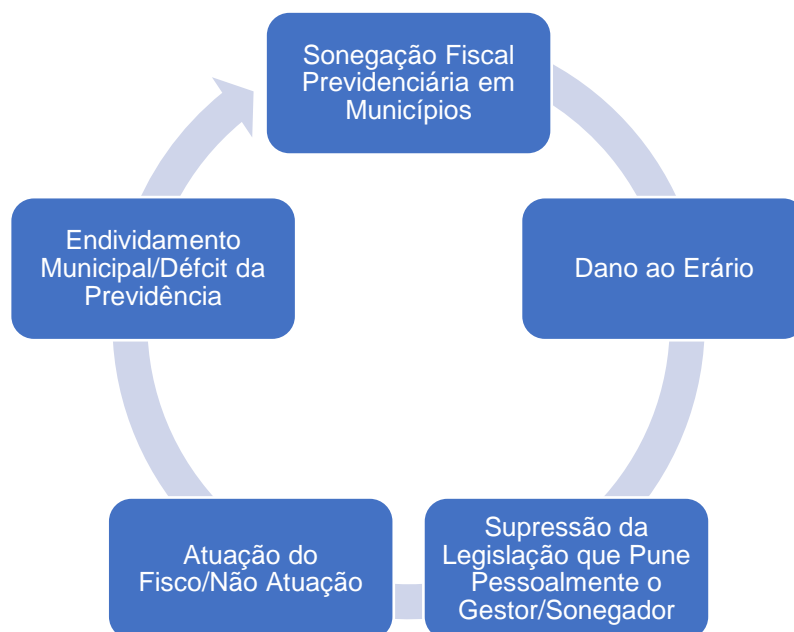 Sonegação Fiscal
Previdenciária em
Municípios
Dano ao Erário
Supressão da
Legislação que Pune
Pessoalmente o
Gestor/Sonegador
Atuação do
Fisco/Não Atuação
Endividamento
Municipal/Défcit da
Previdência